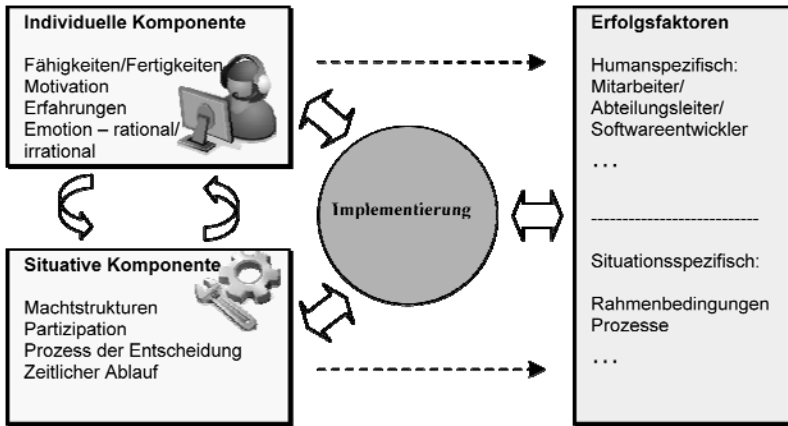 Individuelle Komponente
Fähigkeiten/Fertigkeiten
Motivation
Erfahrungen
Emotion – rational/
irrational
Situative Komponente
Machtstrukturen
Partizipation
Prozess der Entscheidung
Zeitlicher Ablauf
Implementierung
Erfolgsfaktoren
Humanspezifisch:
Mitarbeiter/
Abteilungsleiter/
Softwareentwickler
...
----------------------------
Situationsspezifisch:
Rahmenbedingungen
Prozesse
...